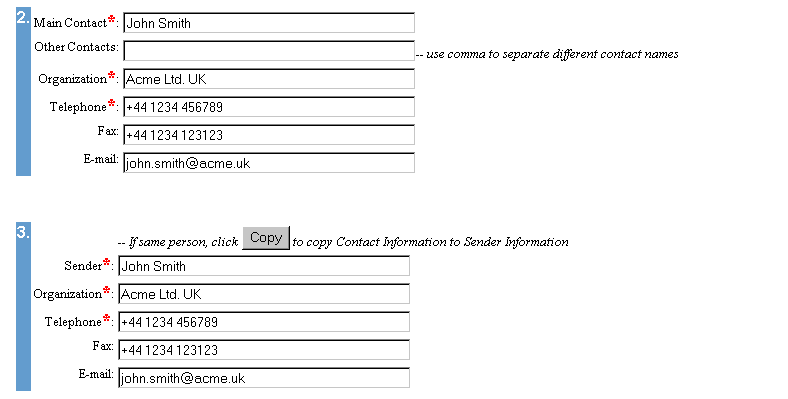 2. Main Contact*: John Smith
Other Contacts: -- use comma to separate different contact names
Organization*: Acme Ltd. UK
Telephone*: +44 1234 456789
Fax: +44 1234 123123
E-mail: john.smith@acme.uk
3.
-- If same person, click Copy to copy Contact Information to Sender Information
Sender*: John Smith
Organization*: Acme Ltd. UK
Telephone*: +44 1234 456789
Fax: +44 1234 123123
E-mail: john.smith@acme.uk